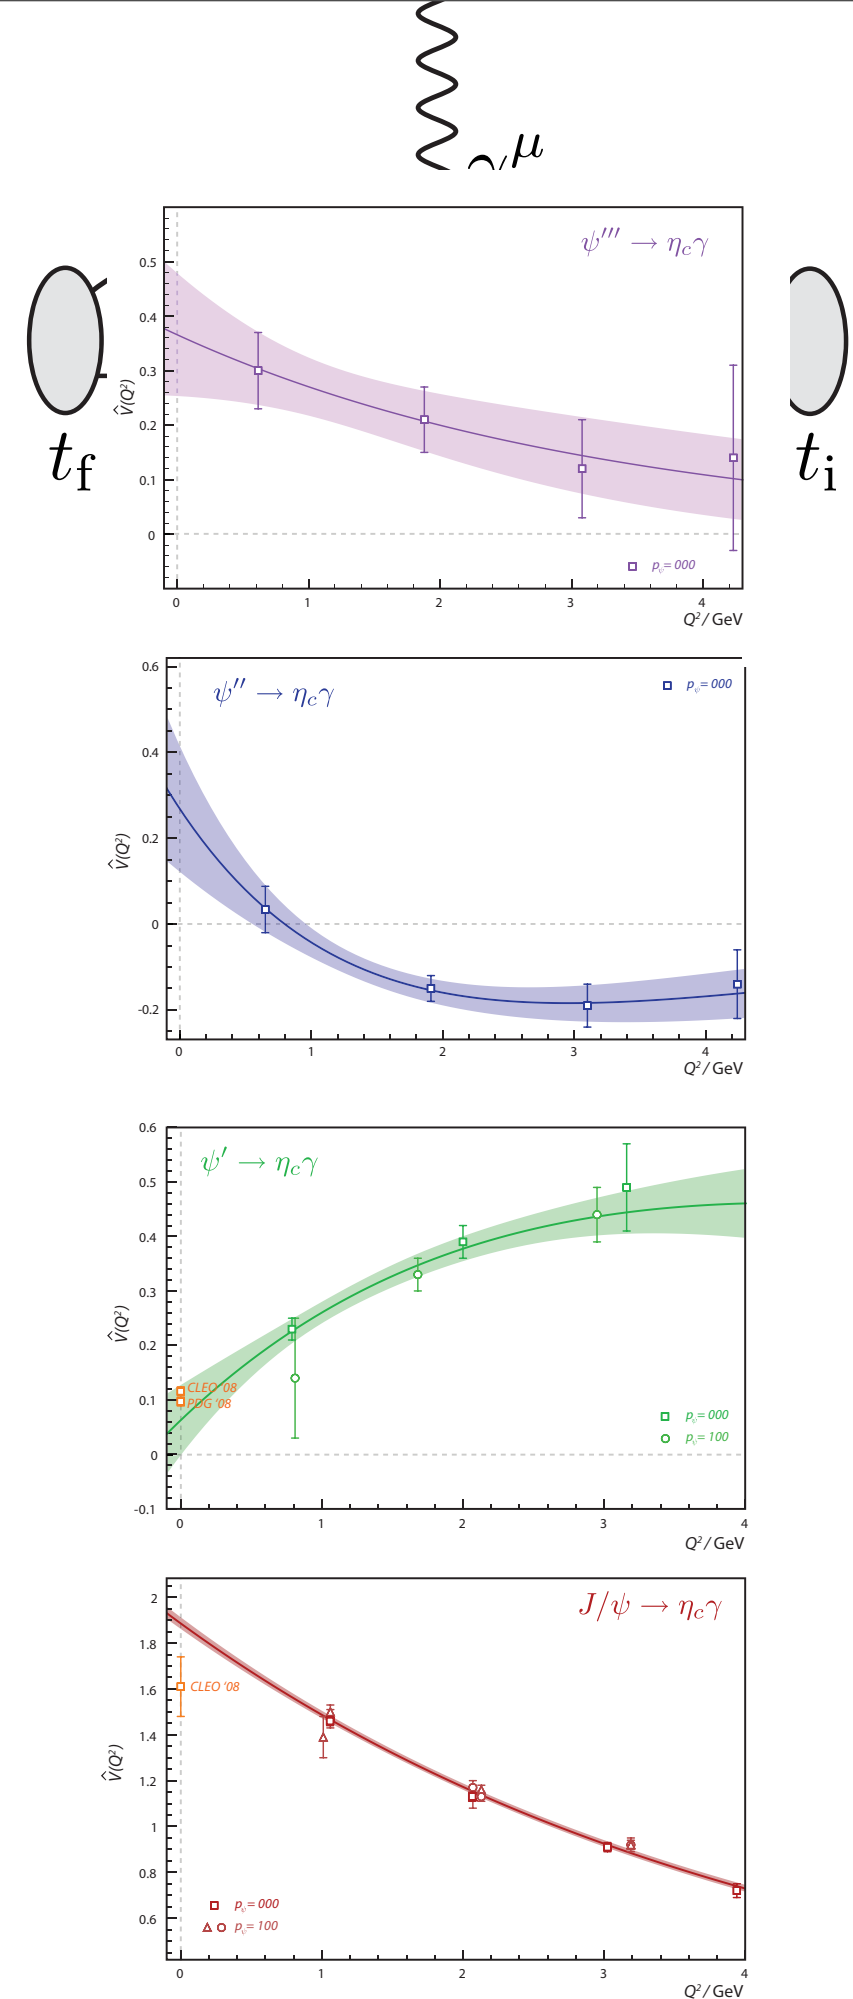 γ^μ
ψ''' → η_cγ
0.5
0.4
0.3
0.2
0.1
0
V̂(Q²)
t_f
t_i
p_ψ= 000
0 1 2 3 4
Q² / GeV
0.6
ψ'' → η_cγ
p_ψ= 000
0.4
0.2
0
-0.2
V̂(Q²)
0 1 2 3 4
Q² / GeV
0.6
ψ' → η_cγ
0.5
0.4
0.3
0.2
0.1
0
-0.1
V̂(Q²)
CLEO '08
PDG '08
p_ψ= 000
p_ψ= 100
0 1 2 3 4
Q² / GeV
J/ψ → η_cγ
2
1.8
1.6
1.4
1.2
1
0.8
0.6
V̂(Q²)
CLEO '08
p_ψ= 000
p_ψ= 100
0 1 2 3 4
Q² / GeV